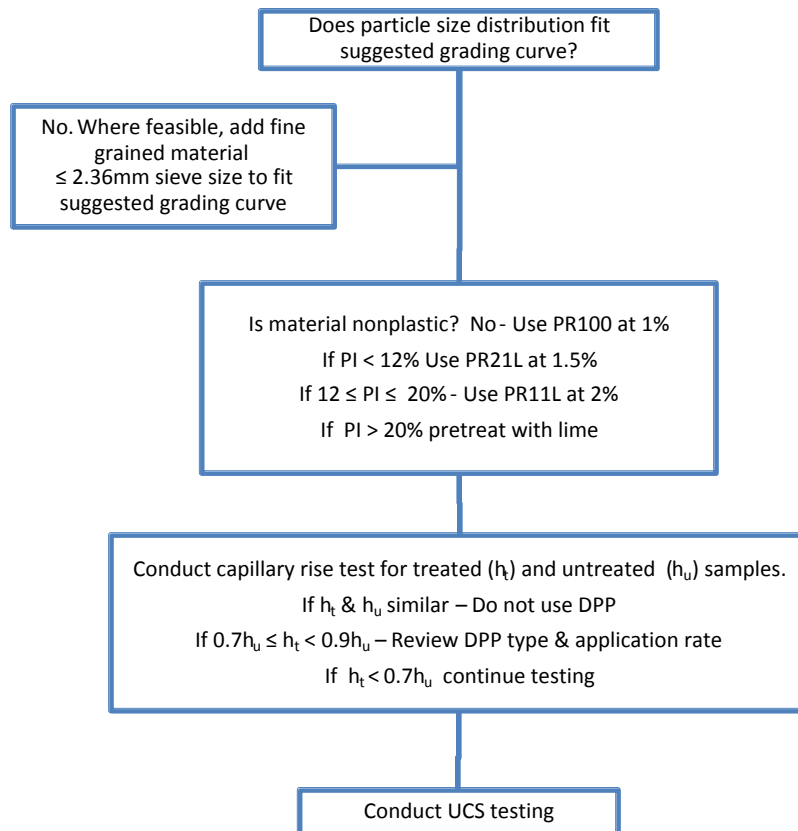 Does particle size distribution fit
suggested grading curve?
No. Where feasible, add fine
grained material
≤ 2.36mm sieve size to fit
suggested grading curve
Is material nonplastic?  No - Use PR100 at 1%
If PI < 12% Use PR21L at 1.5%
If 12 ≤ PI ≤  20% - Use PR11L at 2%
If  PI > 20% pretreat with lime
Conduct capillary rise test for treated (hₜ) and untreated  (hᵤ) samples.
If hₜ & hᵤ similar – Do not use DPP
If 0.7hᵤ ≤ hₜ < 0.9hᵤ – Review DPP type & application rate
If  hₜ < 0.7hᵤ  continue testing
Conduct UCS testing